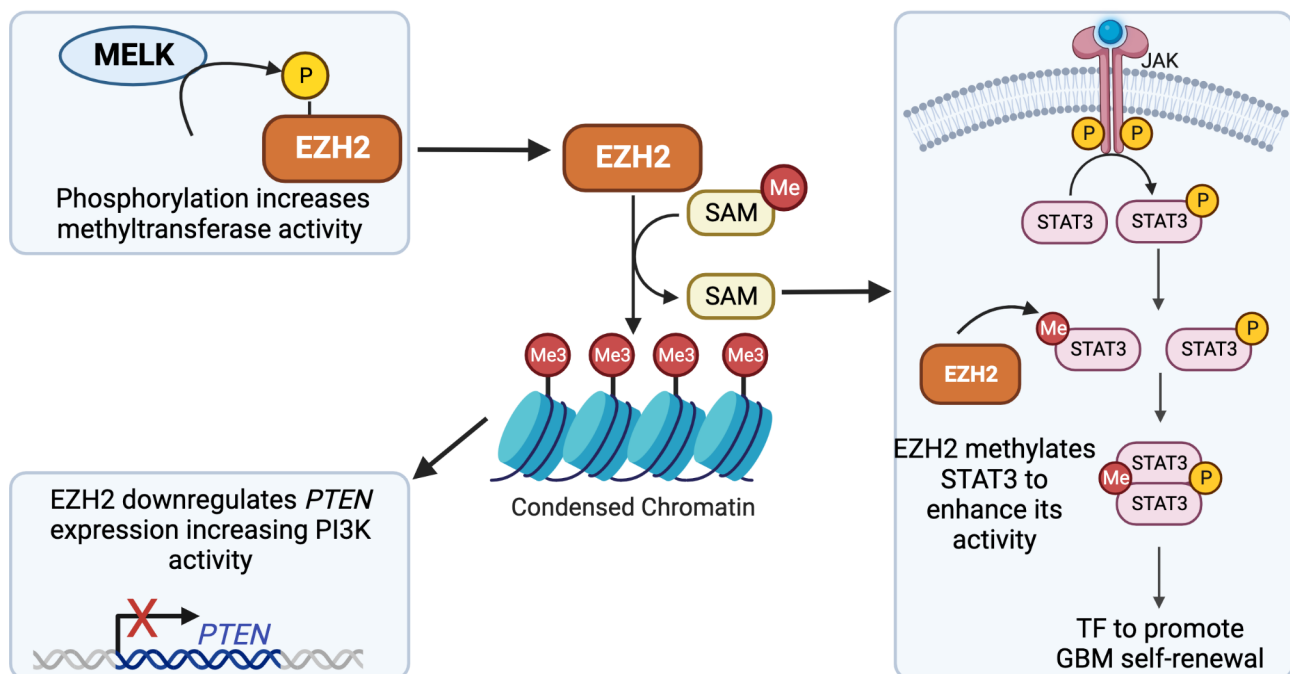 MELK
P
EZH2
Phosphorylation increases
methyltransferase activity
EZH2
Me
SAM
SAM
Me3 Me3 Me3 Me3
Condensed Chromatin
EZH2 downregulates PTEN
expression increasing PI3K
activity
X
PTEN
JAK
P P
P
STAT3 STAT3
Me P
STAT3 STAT3
EZH2
EZH2 methylates
STAT3 to
enhance its
activity
STAT3
Me P
STAT3
TF to promote
GBM self-renewal